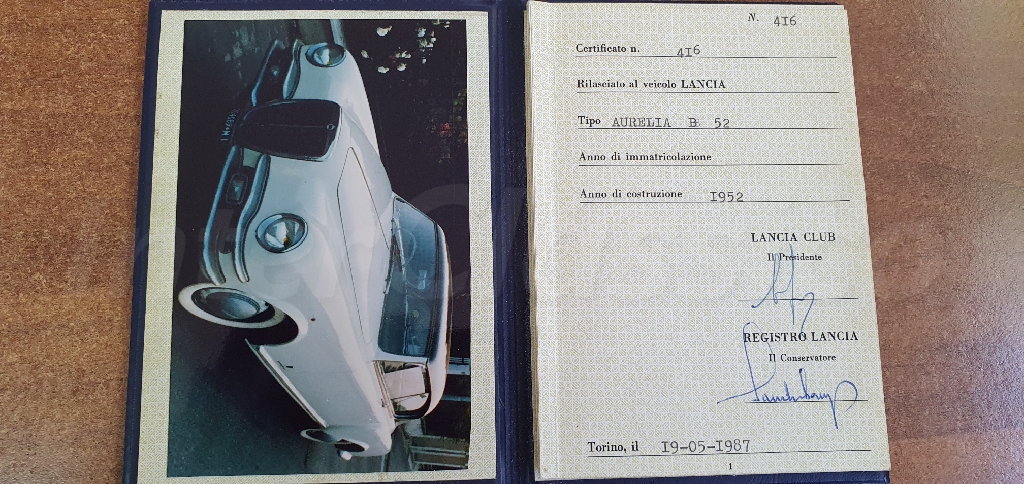 N. 416
Certificato n. 416
Rilasciato al veicolo LANCIA
Tipo AURELIA B. 52
Anno di immatricolazione
Anno di costruzione 1952
LANCIA CLUB
Il Presidente
REGISTRO LANCIA
Il Conservatore
Torino, il 19-05-1987
1